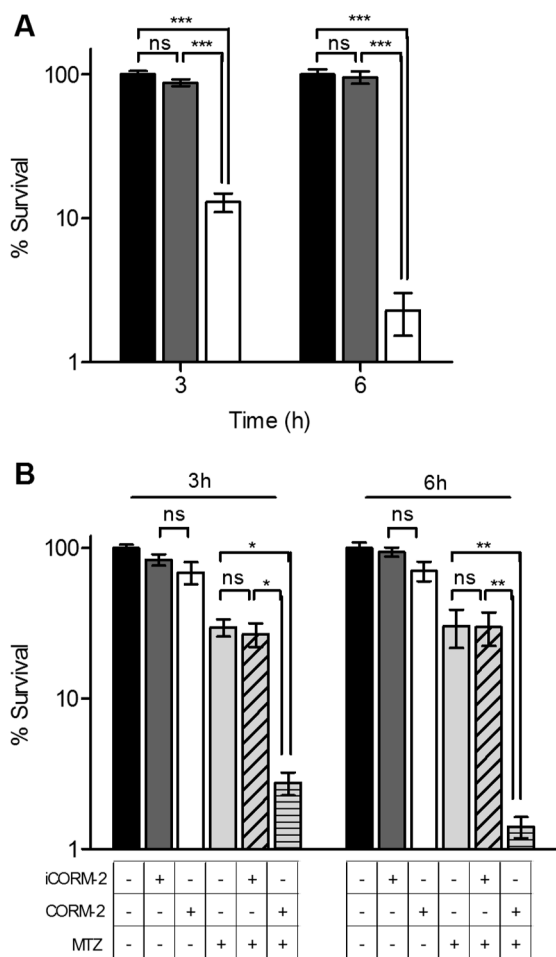 A
*** ***
ns *** ns ***
100
10
1
% Survival
3 6
Time (h)
B
3h 6h
ns ns
* **
ns * ns **
100
10
1
% Survival
iCORM-2 - + - - + - - + - - + -
CORM-2 - - + - - + - - + - - +
MTZ - - - + + + - - - + + +